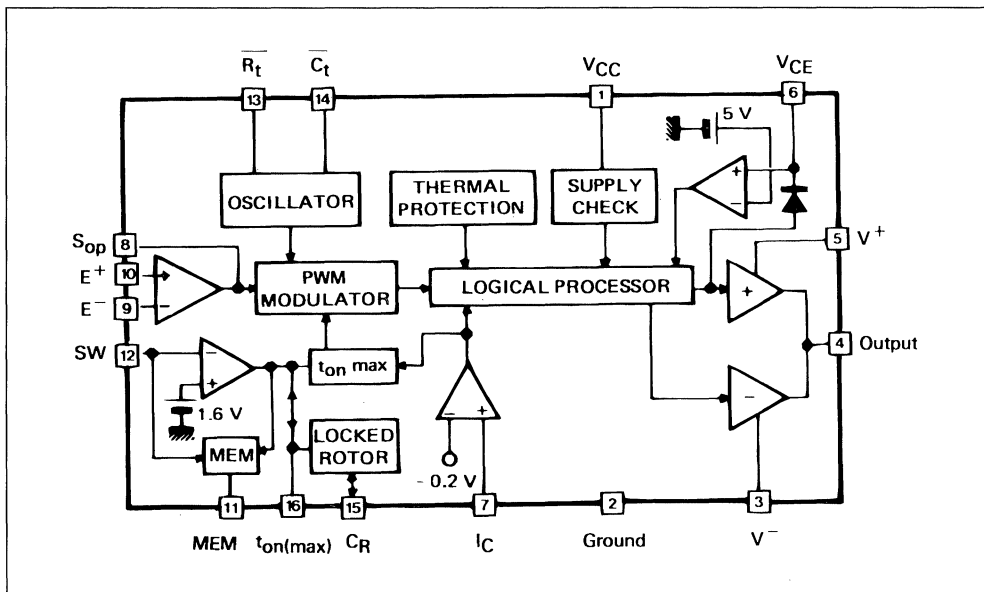 R̅t̅ C̅t̅ VCC VCE
13 14 1 6
5 V
OSCILLATOR
THERMAL
PROTECTION
SUPPLY
CHECK
+
−
5 V+
Sop 8
E+ 10 +
E− 9 −
PWM
MODULATOR
LOGICAL PROCESSOR
+
SW 12
−
+
1.6 V
ton max
4 Output
−
MEM
LOCKED
ROTOR
− +
- 0.2 V
11 16 15 7 2 3
MEM ton(max) CR IC Ground V−